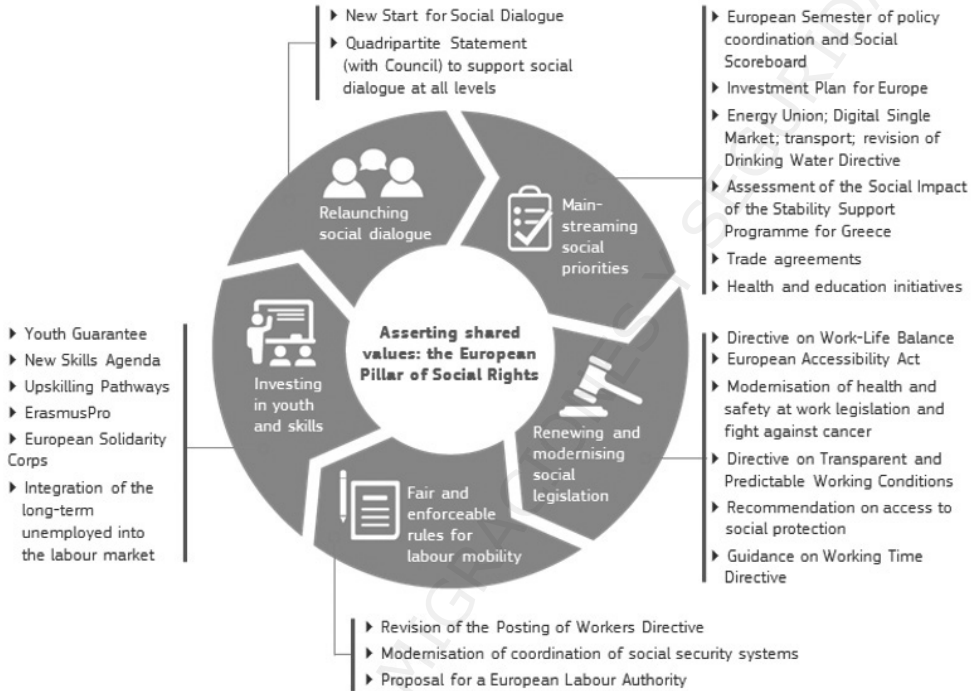 ▶ New Start for Social Dialogue
▶ Quadripartite Statement
(with Council) to support social
dialogue at all levels
▶ European Semester of policy
coordination and Social
Scoreboard
▶ Investment Plan for Europe
▶ Energy Union; Digital Single
Market; transport; revision of
Drinking Water Directive
▶ Assessment of the Social Impact
of the Stability Support
Programme for Greece
▶ Trade agreements
▶ Health and education initiatives
Relaunching
social dialogue
Main-
streaming
social
priorities
Asserting shared
values: the European
Pillar of Social Rights
▶ Youth Guarantee
▶ New Skills Agenda
▶ Upskilling Pathways
▶ ErasmusPro
▶ European Solidarity
Corps
▶ Integration of the
long-term
unemployed into
the labour market
Investing
in youth
and skills
Renewing and
modernising
social
legislation
▶ Directive on Work-Life Balance
▶ European Accessibility Act
▶ Modernisation of health and
safety at work legislation and
fight against cancer
▶ Directive on Transparent and
Predictable Working Conditions
▶ Recommendation on access to
social protection
▶ Guidance on Working Time
Directive
Fair and
enforceable
rules for
labour mobility
▶ Revision of the Posting of Workers Directive
▶ Modernisation of coordination of social security systems
▶ Proposal for a European Labour Authority
MIGRACIONES Y